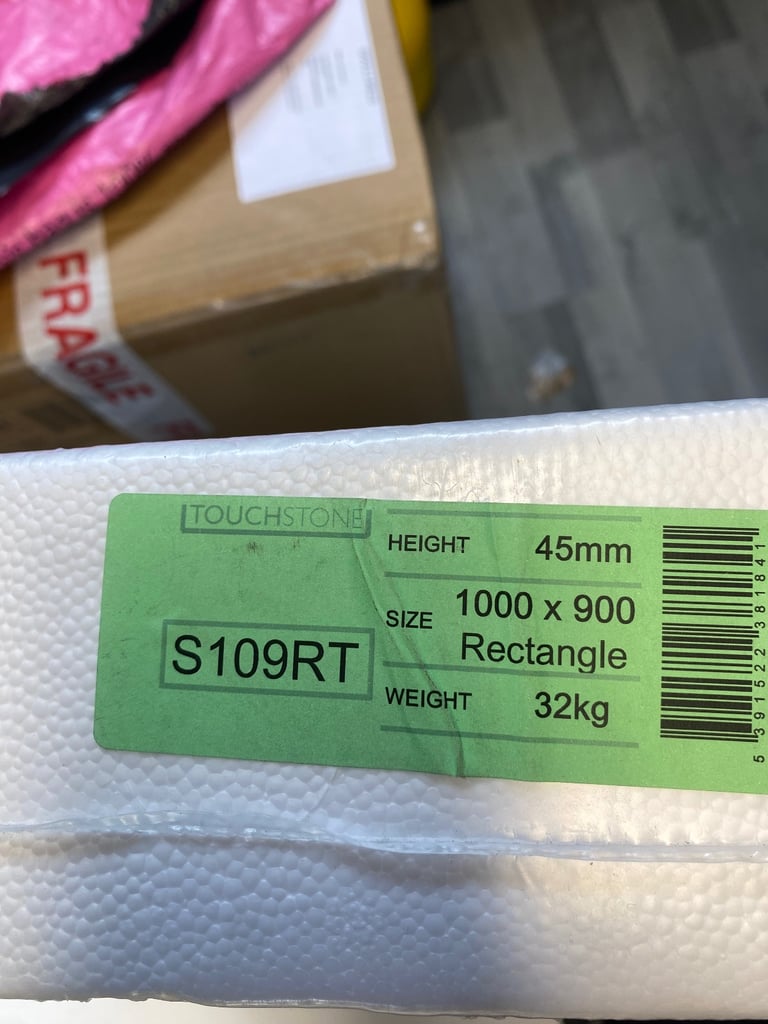 FRAGILE
TOUCHSTONE
S109RT
HEIGHT 45mm
SIZE 1000 x 900
Rectangle
WEIGHT 32kg
5 391522 381841